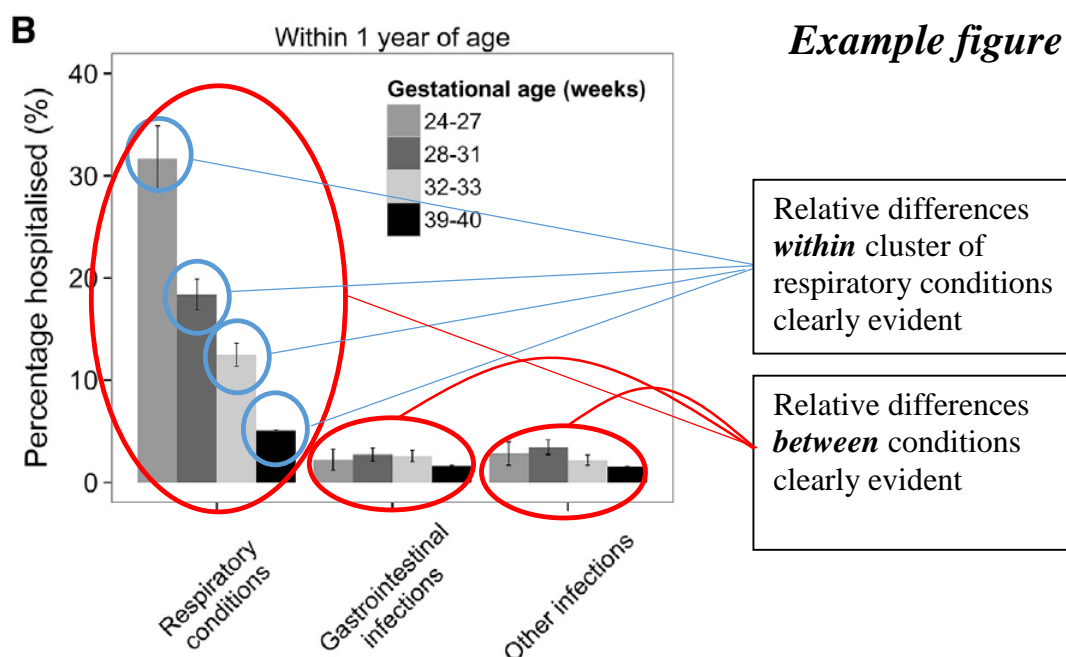 B
Within 1 year of age
Example figure
Percentage hospitalised (%)
40
30
20
10
0
Gestational age (weeks)
24-27
28-31
32-33
39-40
Respiratory
conditions
Gastrointestinal
infections
Other infections
Relative differences
within cluster of
respiratory conditions
clearly evident
Relative differences
between conditions
clearly evident